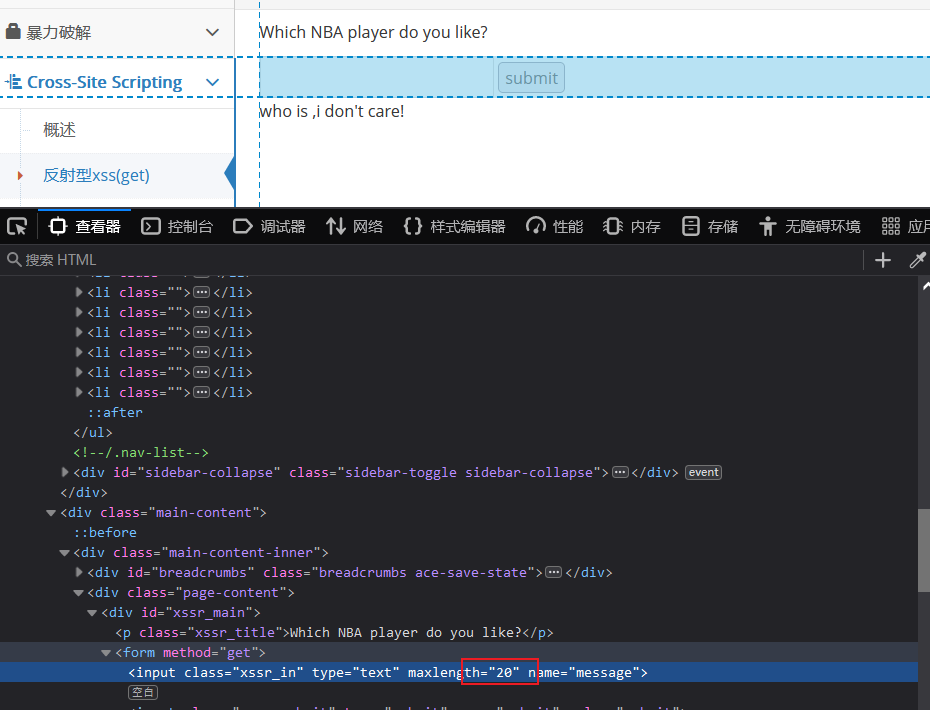 暴力破解
Which NBA player do you like?
Cross-Site Scripting
submit
概述
who is ,i don't care!
反射型xss(get)
查看器 控制台 调试器 网络 样式编辑器 性能 内存 存储 无障碍环境
搜索 HTML
<li class="">···</li>
<li class="">···</li>
<li class="">···</li>
<li class="">···</li>
<li class="">···</li>
<li class="">···</li>
::after
</ul>
<!--/.nav-list-->
<div id="sidebar-collapse" class="sidebar-toggle sidebar-collapse">···</div> event
</div>
<div class="main-content">
::before
<div class="main-content-inner">
<div id="breadcrumbs" class="breadcrumbs ace-save-state">···</div>
<div class="page-content">
<div id="xssr_main">
<p class="xssr_title">Which NBA player do you like?</p>
<form method="get">
<input class="xssr_in" type="text" maxlength="20" name="message">
空白